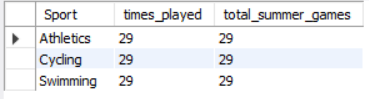 Sport times_played total_summer_games
Athletics 29 29
Cycling 29 29
Swimming 29 29